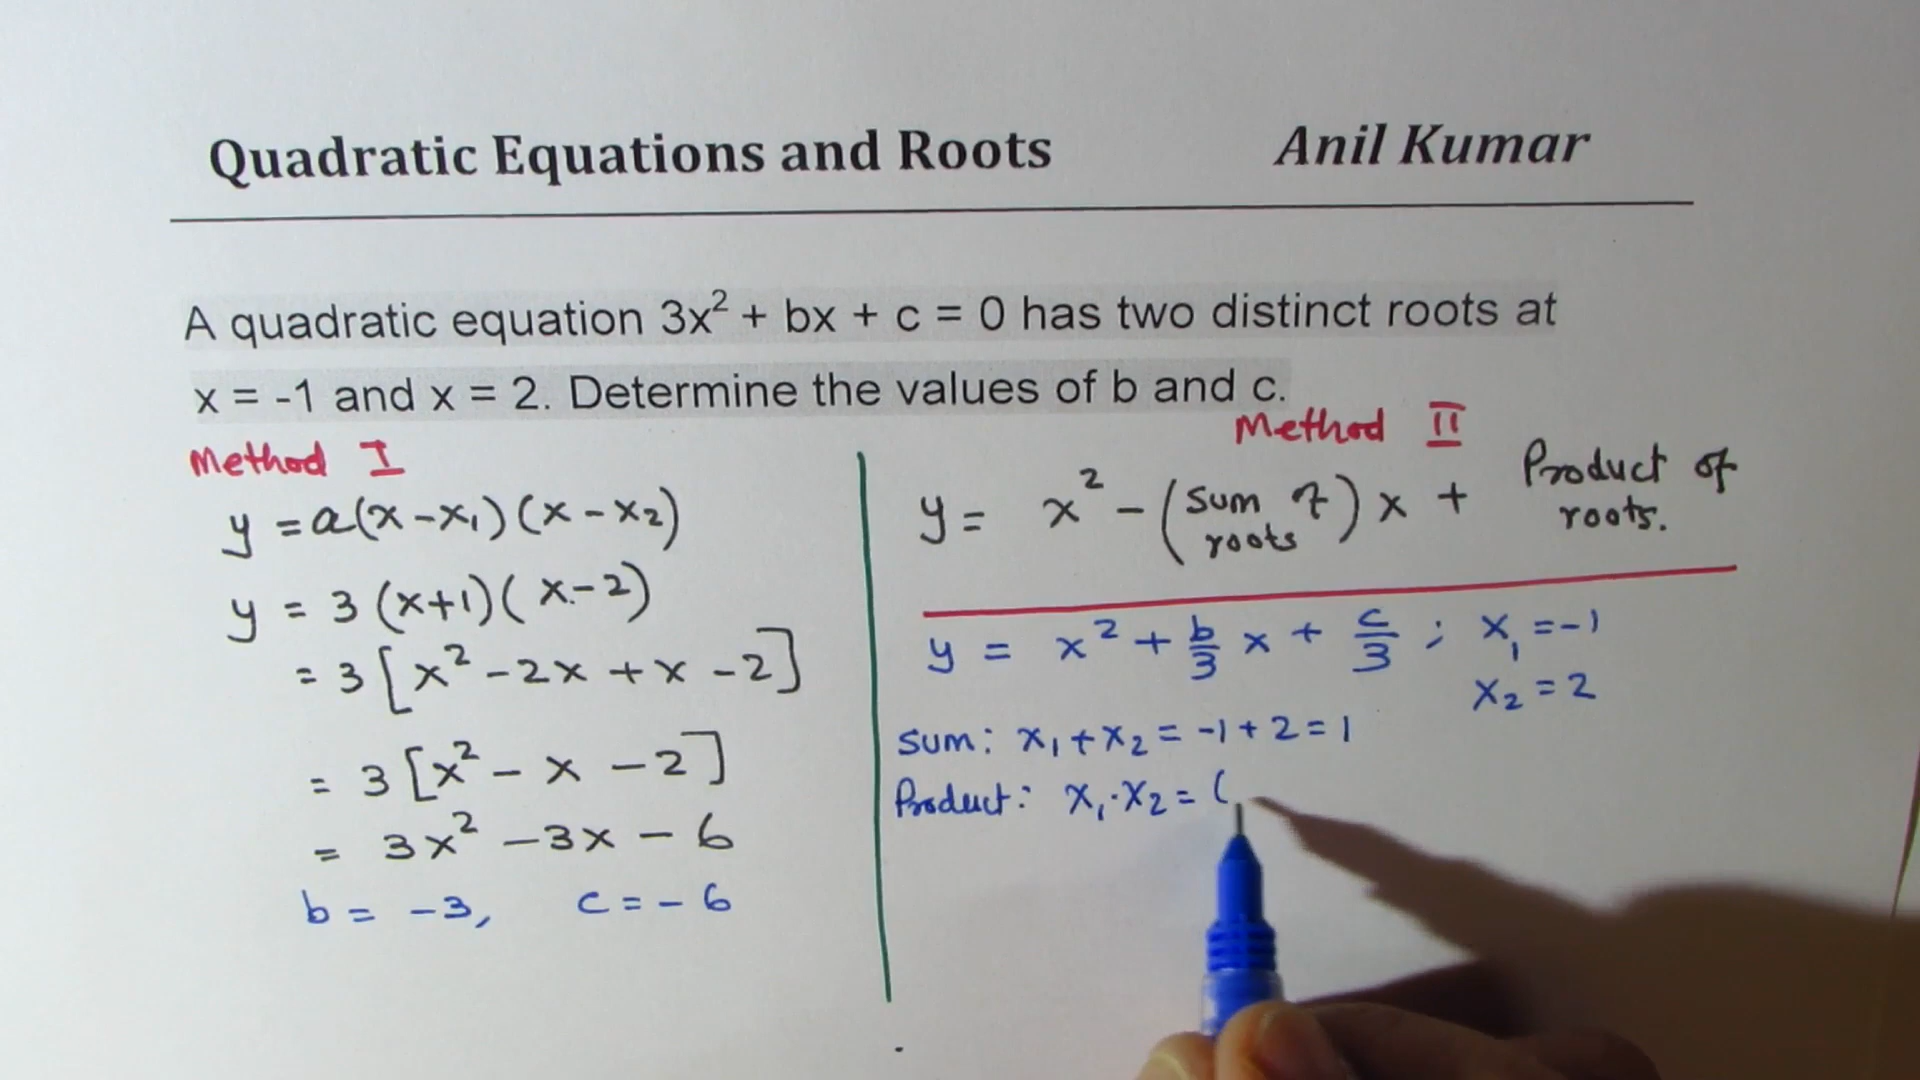 Quadratic Equations and Roots Anil Kumar
A quadratic equation 3x² + bx + c = 0 has two distinct roots at
x = -1 and x = 2. Determine the values of b and c.
Method I
y = a(x-x₁)(x-x₂)
y = 3(x+1)(x-2)
= 3[x²-2x+x-2]
= 3[x²-x-2]
= 3x²-3x-6
b = -3, c = -6
Method II
y = x² - (sum of roots)x + Product of roots.
y = x² + b/3 x + c/3 ; x₁ = -1
x₂ = 2
Sum: x₁+x₂ = -1+2 = 1
Product: x₁·x₂ = (